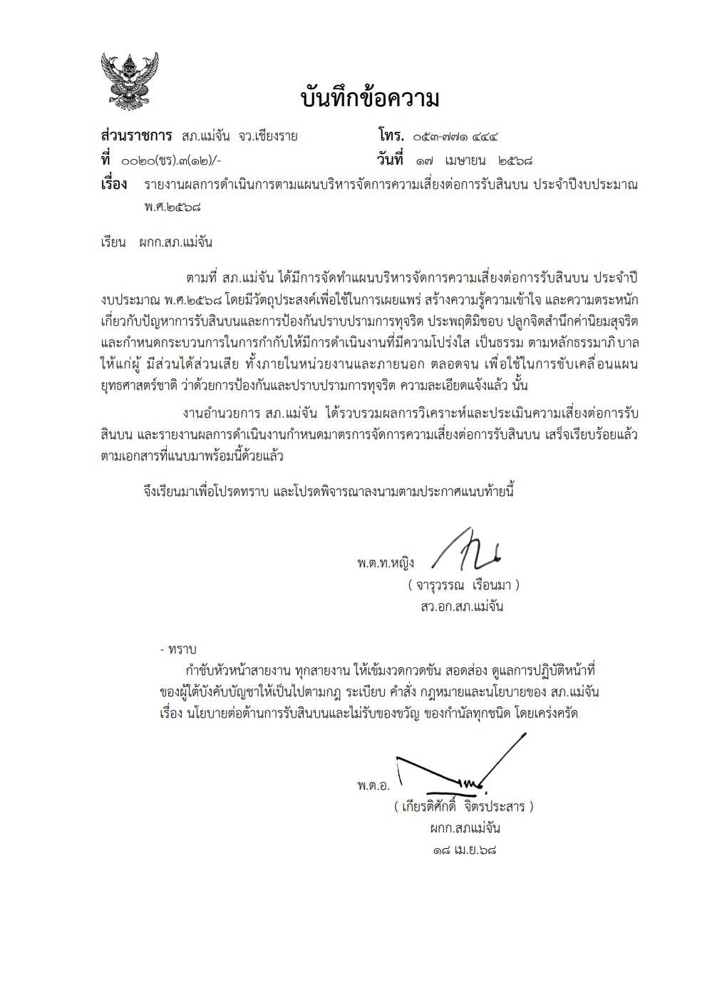 บันทึกข้อความ
ส่วนราชการ สภ.แม่จัน จว.เชียงราย โทร. ๐๕๓-๗๗๑ ๔๔๔
ที่ ๐๐๒๐(ชร).๓(๑๒)/- วันที่ ๑๗ เมษายน ๒๕๖๘
เรื่อง รายงานผลการดำเนินการตามแผนบริหารจัดการความเสี่ยงต่อการรับสินบน ประจำปีงบประมาณ
พ.ศ.๒๕๖๘
เรียน ผกก.สภ.แม่จัน
ตามที่ สภ.แม่จัน ได้มีการจัดทำแผนบริหารจัดการความเสี่ยงต่อการรับสินบน ประจำปี
งบประมาณ พ.ศ.๒๕๖๘ โดยมีวัตถุประสงค์เพื่อใช้ในการเผยแพร่ สร้างความรู้ความเข้าใจ และความตระหนัก
เกี่ยวกับปัญหาการรับสินบนและการป้องกันปราบปรามการทุจริต ประพฤติมิชอบ ปลูกจิตสำนึกค่านิยมสุจริต
และกำหนดกระบวนการในการกำกับให้มีการดำเนินงานที่มีความโปร่งใส เป็นธรรม ตามหลักธรรมาภิบาล
ให้แก่ผู้ มีส่วนได้ส่วนเสีย ทั้งภายในหน่วยงานและภายนอก ตลอดจน เพื่อใช้ในการขับเคลื่อนแผน
ยุทธศาสตร์ชาติ ว่าด้วยการป้องกันและปราบปรามการทุจริต ความละเอียดแจ้งแล้ว นั้น
งานอำนวยการ สภ.แม่จัน ได้รวบรวมผลการวิเคราะห์และประเมินความเสี่ยงต่อการรับ
สินบน และรายงานผลการดำเนินงานกำหนดมาตรการจัดการความเสี่ยงต่อการรับสินบน เสร็จเรียบร้อยแล้ว
ตามเอกสารที่แนบมาพร้อมนี้ด้วยแล้ว
จึงเรียนมาเพื่อโปรดทราบ และโปรดพิจารณาลงนามตามประกาศแนบท้ายนี้
พ.ต.ท.หญิง
( จารุวรรณ เรือนมา )
สว.อก.สภ.แม่จัน
- ทราบ
กำชับหัวหน้าสายงาน ทุกสายงาน ให้เข้มงวดกวดขัน สอดส่อง ดูแลการปฏิบัติหน้าที่
ของผู้ใต้บังคับบัญชาให้เป็นไปตามกฎ ระเบียบ คำสั่ง กฎหมายและนโยบายของ สภ.แม่จัน
เรื่อง นโยบายต่อต้านการรับสินบนและไม่รับของขวัญ ของกำนัลทุกชนิด โดยเคร่งครัด
พ.ต.อ.
( เกียรติศักดิ์ จิตรประสาร )
ผกก.สภแม่จัน
๑๘ เม.ย.๖๘